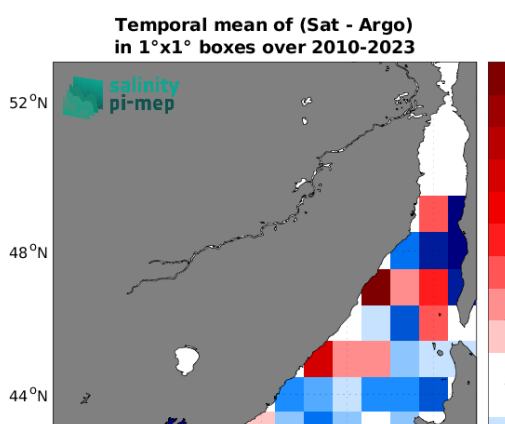 Temporal mean of (Sat - Argo)
in 1°x1° boxes over 2010-2023
salinity
pi-mep
52°N
48°N
44°N